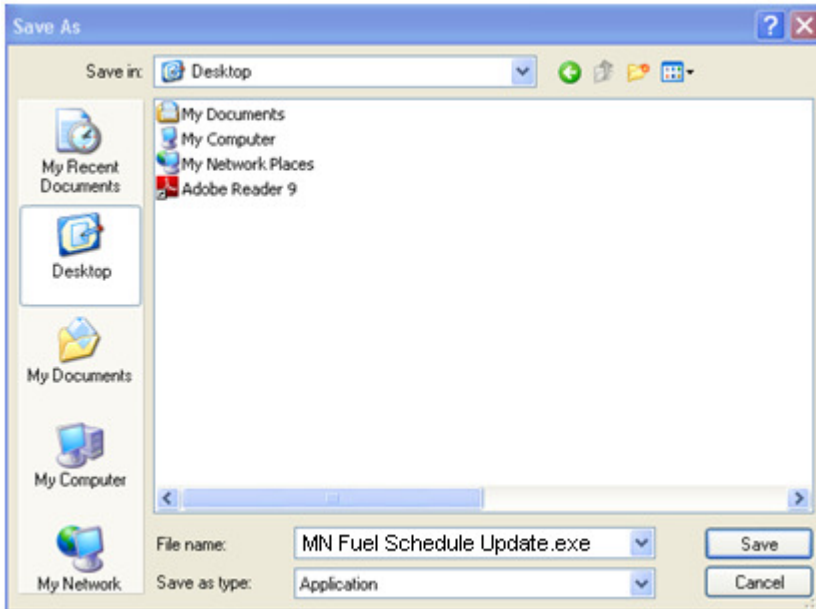 Save As
Save in:
Desktop
My Recent
Documents
Desktop
My Documents
My Computer
My Network
My Documents
My Computer
My Network Places
Adobe Reader 9
File name:
MN Fuel Schedule Update.exe
Save
Save as type:
Application
Cancel